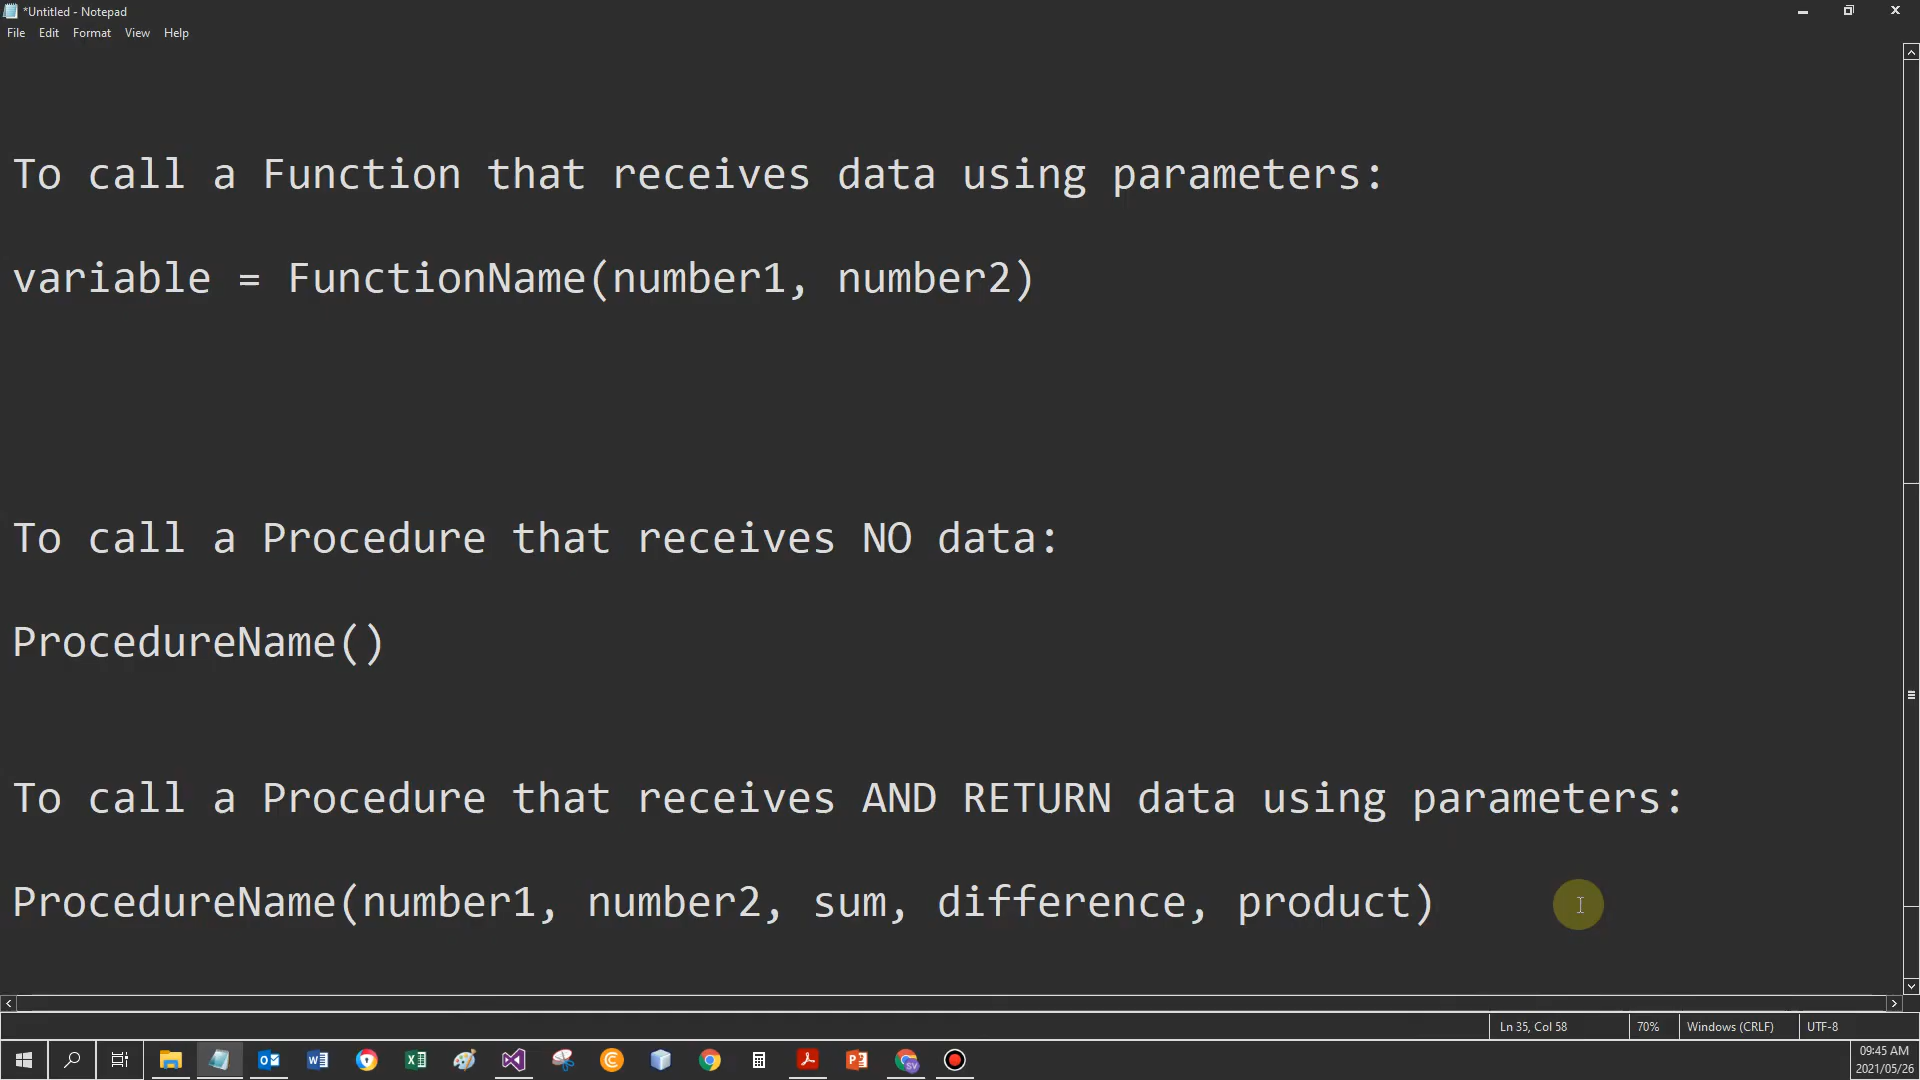 *Untitled - Notepad
File Edit Format View Help
To call a Function that receives data using parameters:
variable = FunctionName(number1, number2)
To call a Procedure that receives NO data:
ProcedureName()
To call a Procedure that receives AND RETURN data using parameters:
ProcedureName(number1, number2, sum, difference, product)
Ln 35, Col 58 70% Windows (CRLF) UTF-8
09:45 AM
2021/05/26